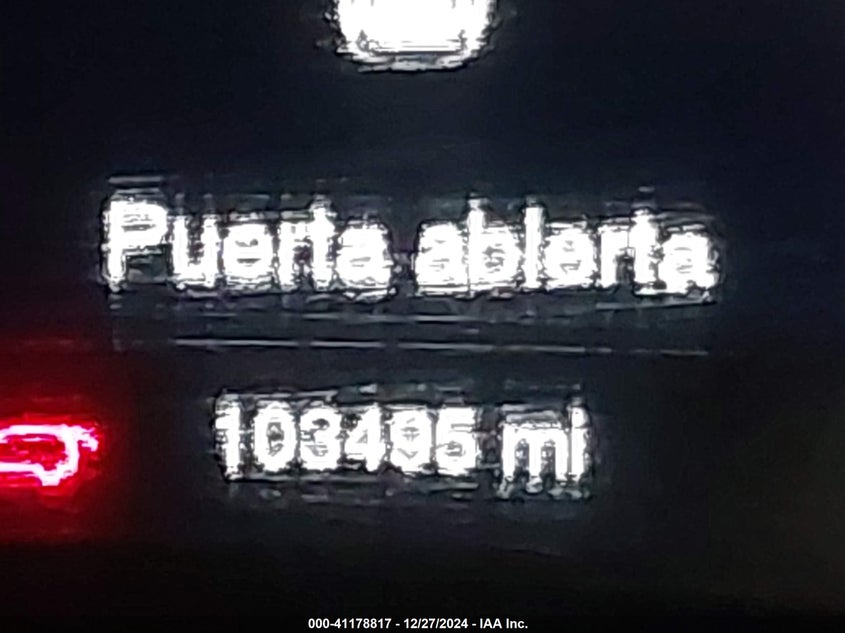 Puerta abierta
103495 mi
000-41178817 - 12/27/2024 - IAA Inc.